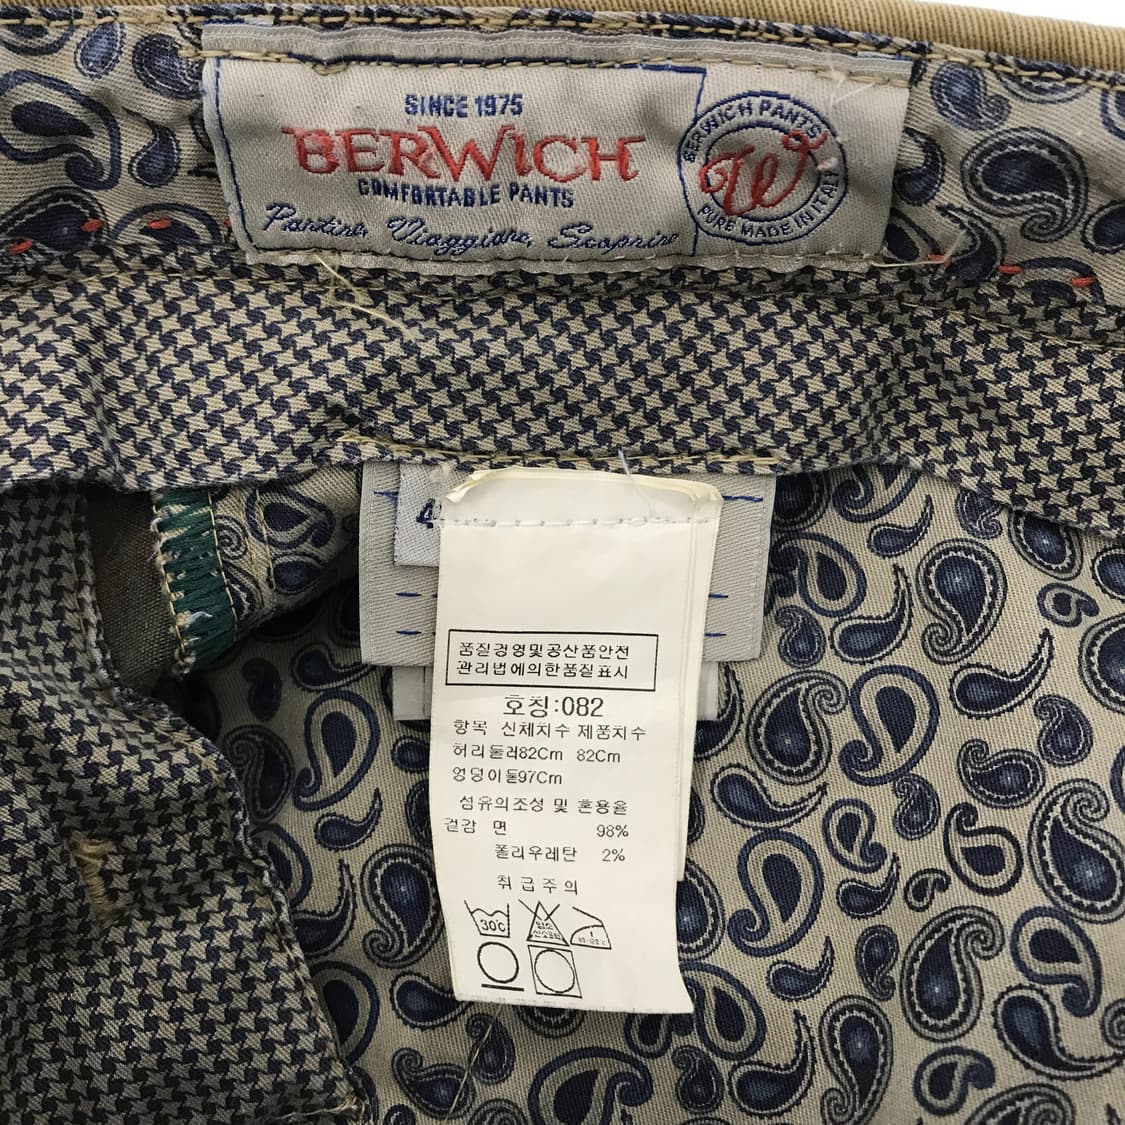 SINCE 1975
BERWICH
COMFORTABLE PANTS
Partire, Viaggiare, Scoprire
BERWICH PANTS
W
PURE MADE IN ITALY
품질경영및공산품안전
관리법에의한품질표시
호칭:082
항목 신체치수 제품치수
허리둘레82Cm 82Cm
엉덩이둘97Cm
섬유의조성 및 혼용율
겉감 면 98%
폴리우레탄 2%
취급주의
30℃
염소